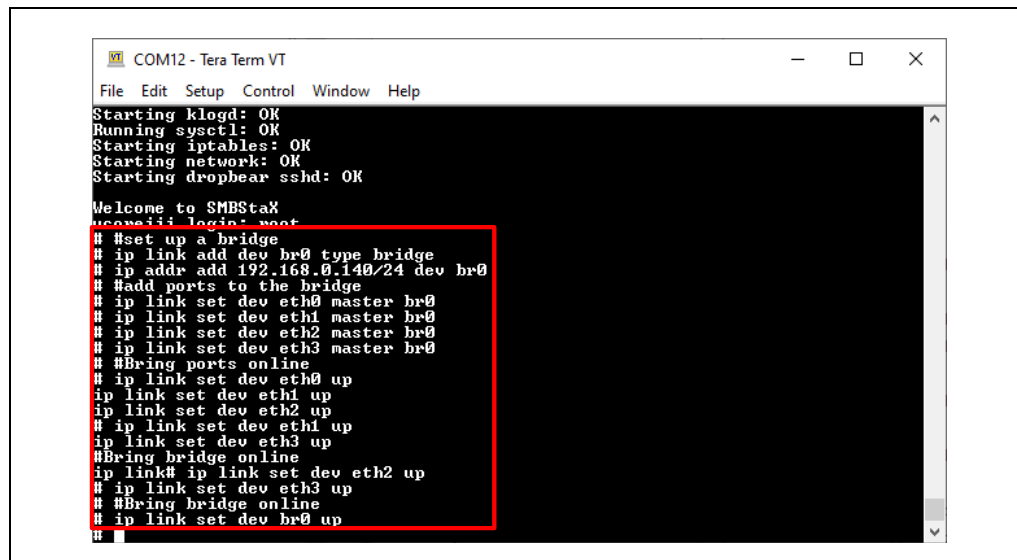 COM12 - Tera Term VT
File Edit Setup Control Window Help
Starting klogd: OK
Running sysctl: OK
Starting iptables: OK
Starting network: OK
Starting dropbear sshd: OK
Welcome to SMBStaX
login: root
# #set up a bridge
# ip link add dev br0 type bridge
# ip addr add 192.168.0.140/24 dev br0
# #add ports to the bridge
# ip link set dev eth0 master br0
# ip link set dev eth1 master br0
# ip link set dev eth2 master br0
# ip link set dev eth3 master br0
# #Bring ports online
# ip link set dev eth0 up
ip link set dev eth1 up
ip link set dev eth2 up
# ip link set dev eth1 up
ip link set dev eth3 up
#Bring bridge online
ip link# ip link set dev eth2 up
# ip link set dev eth3 up
# #Bring bridge online
# ip link set dev br0 up
#